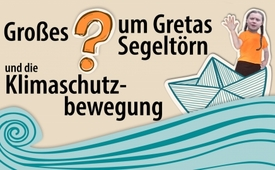 Großes ? um Gretas
Segeltörn
und die
Klimaschutz-
bewegung